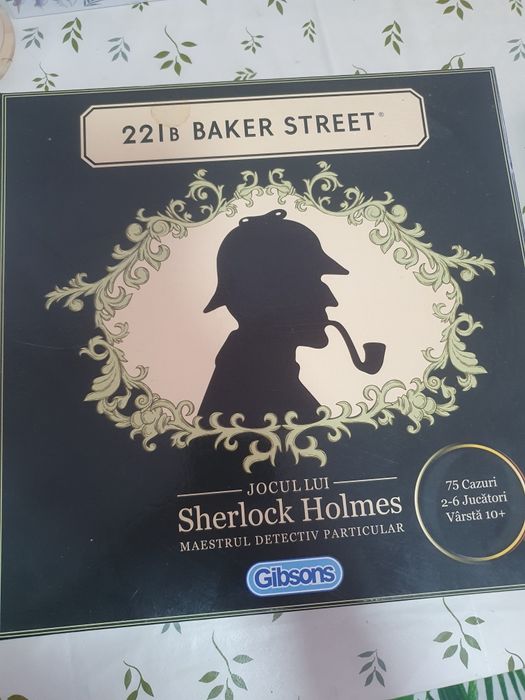 221B BAKER STREET®
JOCUL LUI
Sherlock Holmes
MAESTRUL DETECTIV PARTICULAR
75 Cazuri
2-6 Jucători
Vârstă 10+
Gibsons